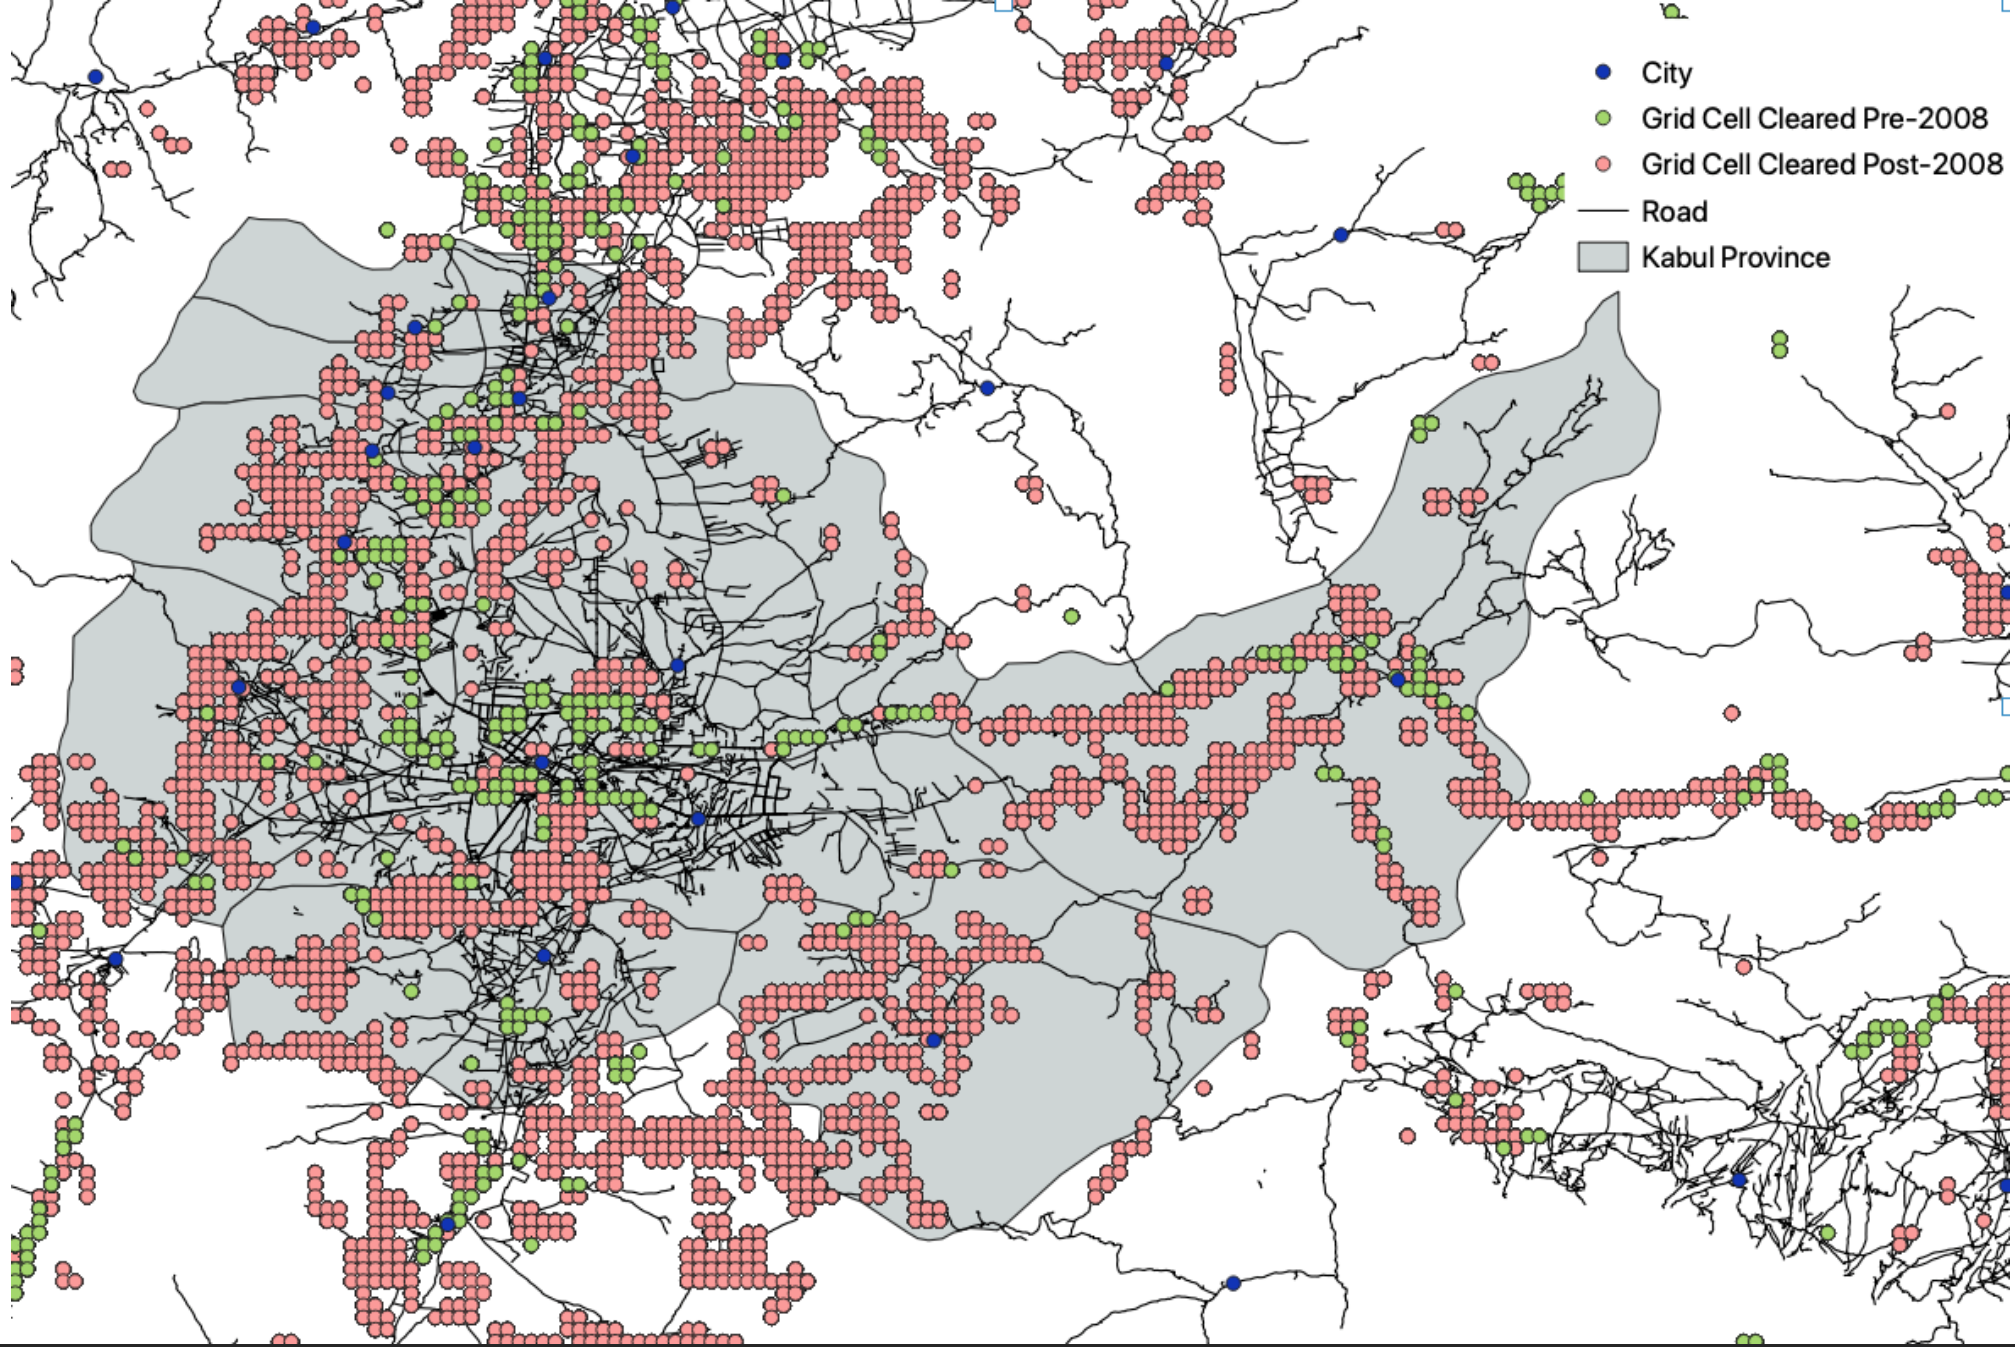 City
Grid Cell Cleared Pre-2008
Grid Cell Cleared Post-2008
Road
Kabul Province